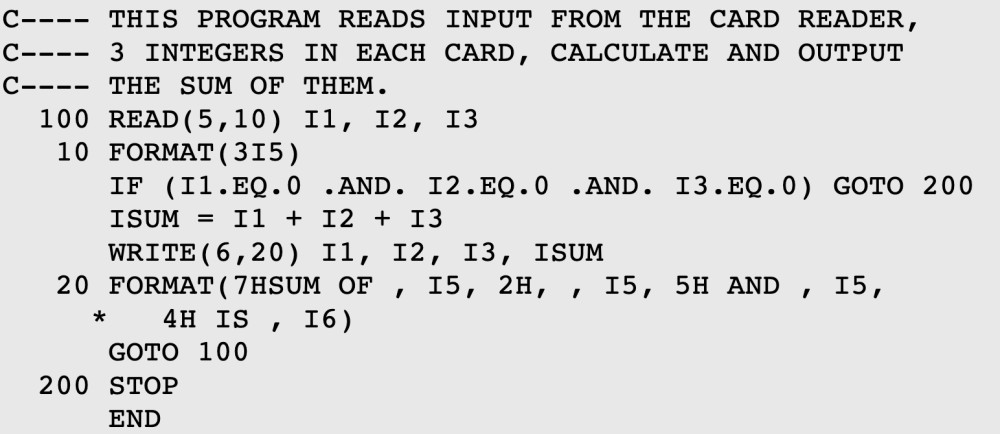 C---- THIS PROGRAM READS INPUT FROM THE CARD READER,
C---- 3 INTEGERS IN EACH CARD, CALCULATE AND OUTPUT
C---- THE SUM OF THEM.
  100 READ(5,10) I1, I2, I3
   10 FORMAT(3I5)
      IF (I1.EQ.0 .AND. I2.EQ.0 .AND. I3.EQ.0) GOTO 200
      ISUM = I1 + I2 + I3
      WRITE(6,20) I1, I2, I3, ISUM
   20 FORMAT(7HSUM OF , I5, 2H, , I5, 5H AND , I5,
     *   4H IS , I6)
      GOTO 100
  200 STOP
      END